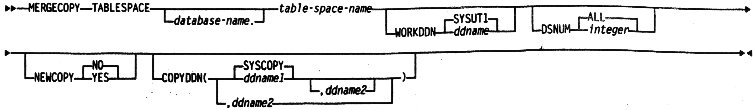 MERGECOPY TABLESPACE database-name. table-space-name WORKDDN SYSUT1 ddname DSNUM ALL integer
NEWCOPY NO YES COPYDDN( SYSCOPY ddname1 ,ddname2 ,ddname2 )